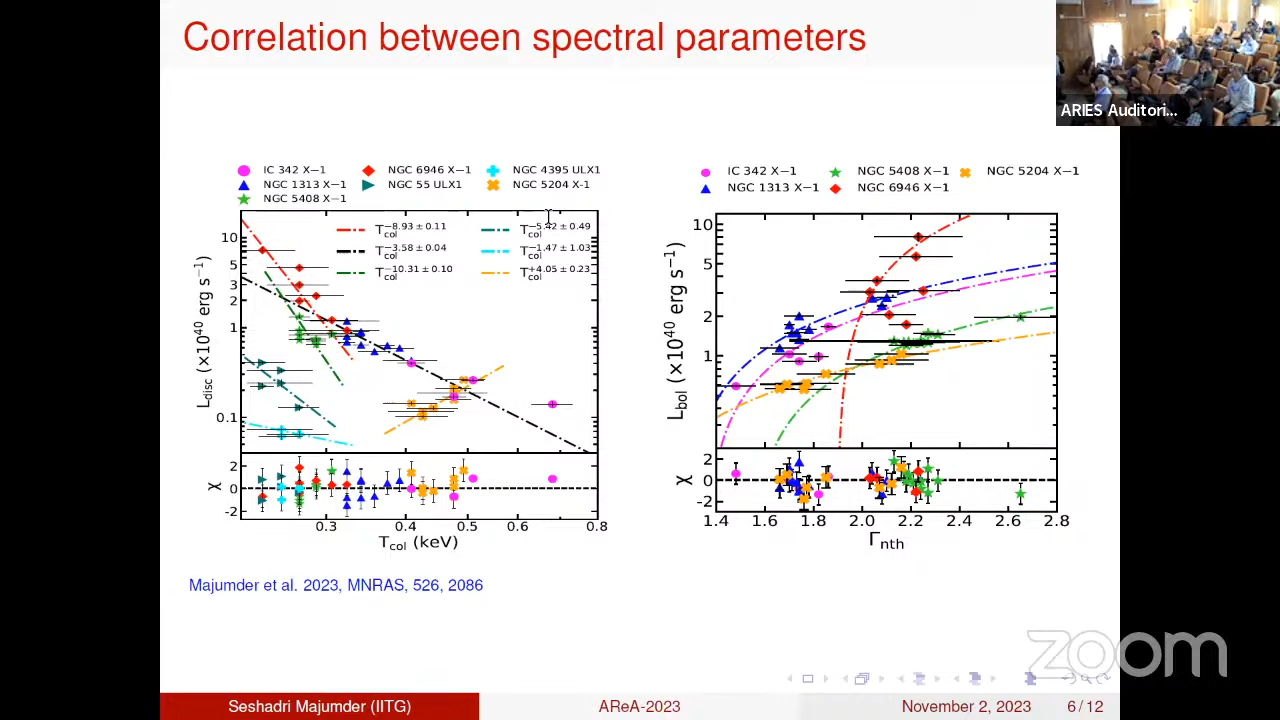 Correlation between spectral parameters
ARIES Auditori...
IC 342 X−1
NGC 6946 X−1
NGC 4395 ULX1
NGC 1313 X−1
NGC 55 ULX1
NGC 5204 X-1
NGC 5408 X−1
T_col^−8.93 ± 0.11
T_col^−5.42 ± 0.49
T_col^−3.58 ± 0.04
T_col^−1.47 ± 1.03
T_col^−10.31 ± 0.10
T_col^+4.05 ± 0.23
L_disc (×10^40 erg s^−1)
10
5
3
2
1
0.5
0.3
0.2
0.1
χ
2
0
-2
0.3 0.4 0.5 0.6 0.8
T_col (keV)
IC 342 X−1
NGC 5408 X−1
NGC 5204 X−1
NGC 1313 X−1
NGC 6946 X−1
L_bol (×10^40 erg s^−1)
10
5
2
1
χ
2
0
-2
1.4 1.6 1.8 2.0 2.2 2.4 2.6 2.8
Γ_nth
Majumder et al. 2023, MNRAS, 526, 2086
zoom
Seshadri Majumder (IITG)
AReA-2023
November 2, 2023
6 / 12